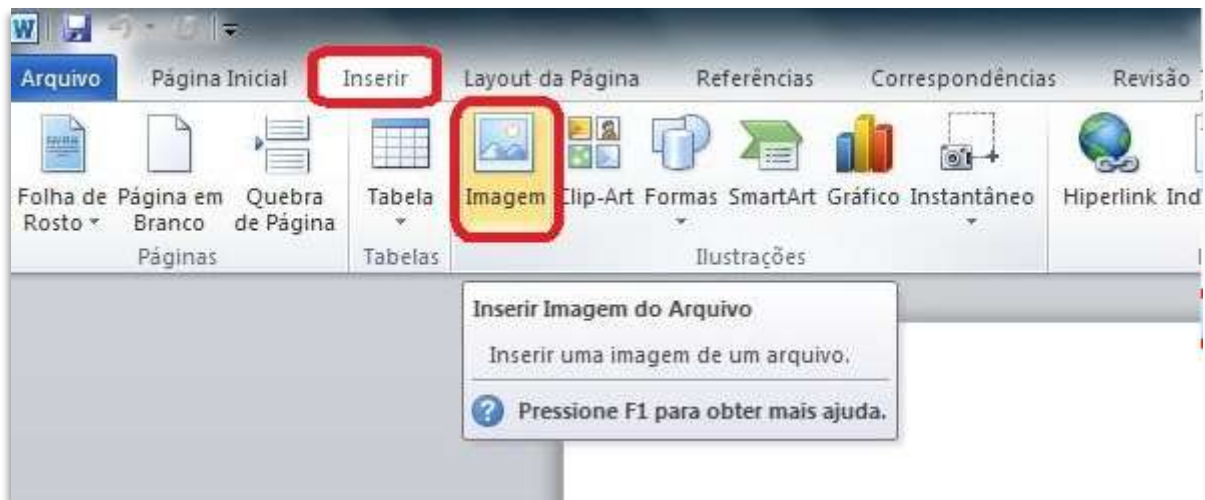 W
Arquivo Página Inicial Inserir Layout da Página Referências Correspondências Revisão
Folha de Rosto
Página em Branco
Quebra de Página
Tabela
Imagem
Clip-Art
Formas
SmartArt
Gráfico
Instantâneo
Hiperlink
Ind
Páginas Tabelas Ilustrações
Inserir Imagem do Arquivo
Inserir uma imagem de um arquivo.
Pressione F1 para obter mais ajuda.